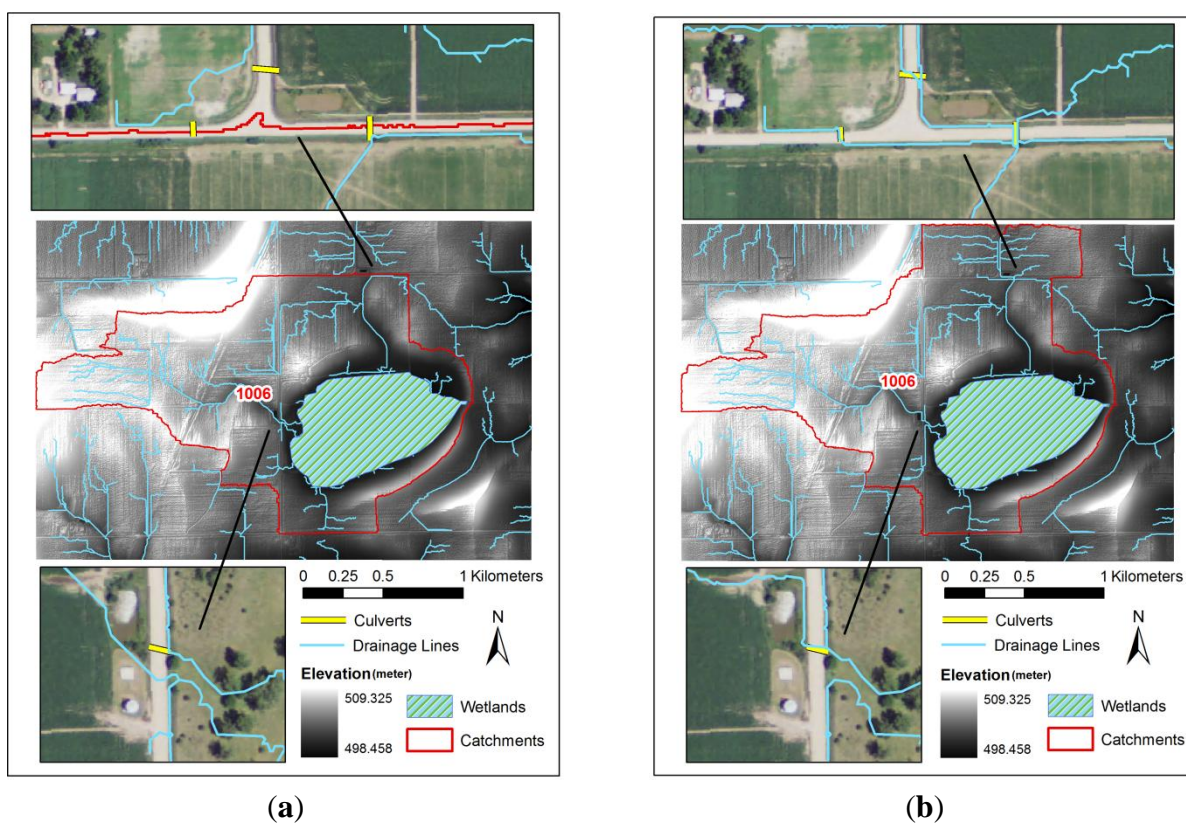 1006
0 0.25 0.5 1 Kilometers
Culverts
Drainage Lines
N
Elevation (meter)
509.325
498.458
Wetlands
Catchments
(a)
1006
0 0.25 0.5 1 Kilometers
Culverts
Drainage Lines
N
Elevation (meter)
509.325
498.458
Wetlands
Catchments
(b)